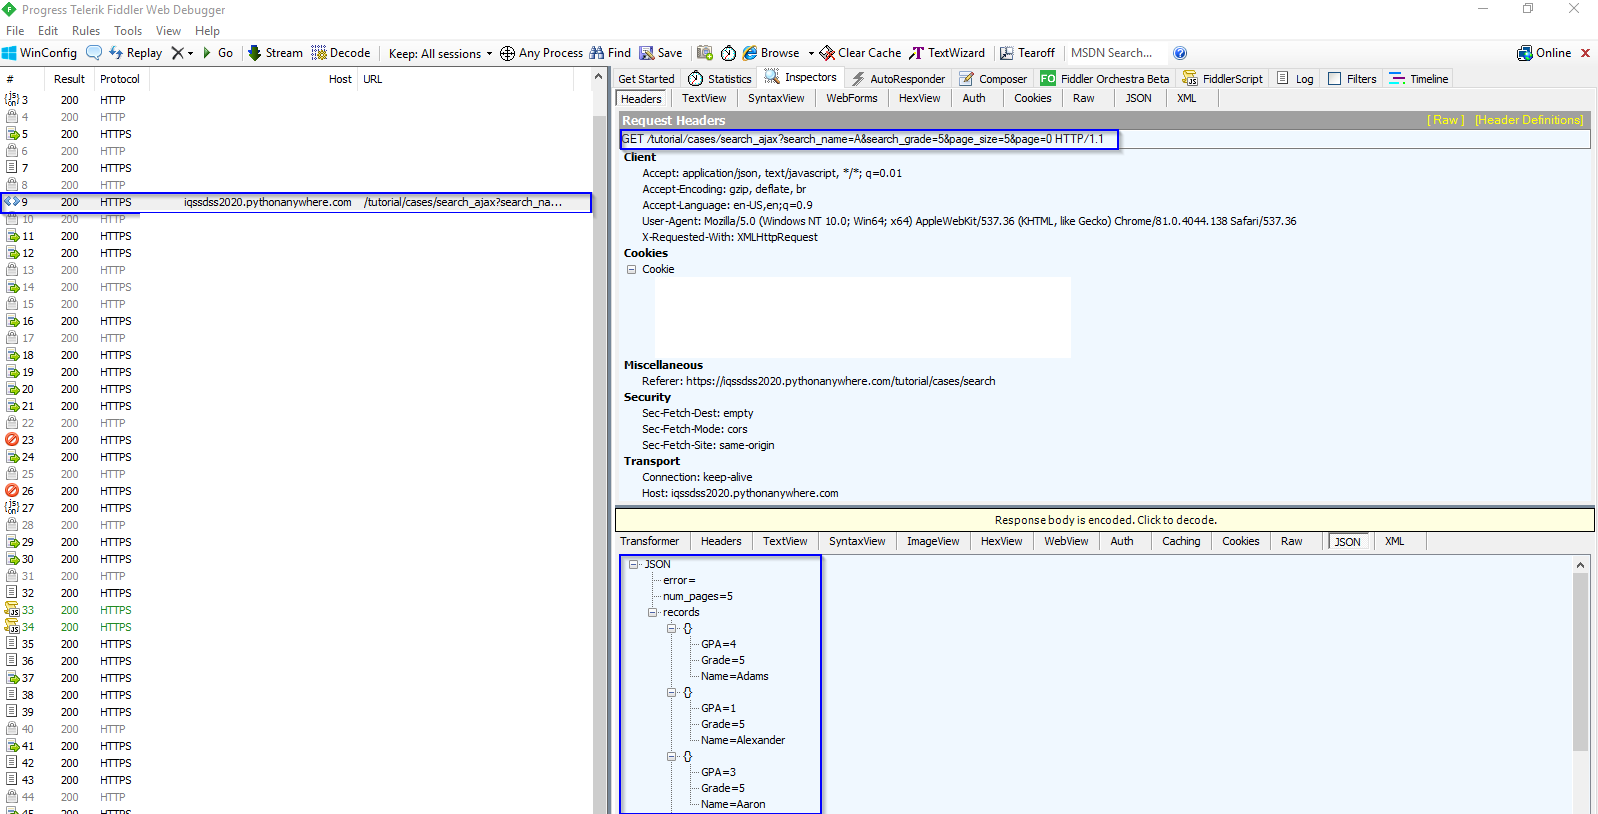 Progress Telerik Fiddler Web Debugger
File Edit Rules Tools View Help
WinConfig Replay Go Stream Decode Keep: All sessions Any Process Find Save Browse Clear Cache TextWizard Tearoff MSDN Search... Online
# Result Protocol Host URL
3 200 HTTP
4 200 HTTP
5 200 HTTPS
6 200 HTTP
7 200 HTTPS
8 200 HTTP
9 200 HTTPS iqssdss2020.pythonanywhere.com /tutorial/cases/search_ajax?search_na...
10 200 HTTP
11 200 HTTPS
12 200 HTTPS
13 200 HTTP
14 200 HTTPS
15 200 HTTP
16 200 HTTPS
17 200 HTTP
18 200 HTTPS
19 200 HTTPS
20 200 HTTPS
21 200 HTTPS
22 200 HTTP
23 200 HTTPS
24 200 HTTPS
25 200 HTTP
26 200 HTTPS
27 200 HTTPS
28 200 HTTP
29 200 HTTPS
30 200 HTTPS
31 200 HTTP
32 200 HTTPS
33 200 HTTPS
34 200 HTTPS
35 200 HTTPS
36 200 HTTPS
37 200 HTTPS
38 200 HTTPS
39 200 HTTPS
40 200 HTTP
41 200 HTTPS
42 200 HTTPS
43 200 HTTPS
44 200 HTTP
45 200 HTTPS
Get Started Statistics Inspectors AutoResponder Composer FO Fiddler Orchestra Beta FiddlerScript Log Filters Timeline
Headers TextView SyntaxView WebForms HexView Auth Cookies Raw JSON XML
Request Headers [ Raw ] [Header Definitions]
GET /tutorial/cases/search_ajax?search_name=A&search_grade=5&page_size=5&page=0 HTTP/1.1
Client
Accept: application/json, text/javascript, */*; q=0.01
Accept-Encoding: gzip, deflate, br
Accept-Language: en-US,en;q=0.9
User-Agent: Mozilla/5.0 (Windows NT 10.0; Win64; x64) AppleWebKit/537.36 (KHTML, like Gecko) Chrome/81.0.4044.138 Safari/537.36
X-Requested-With: XMLHttpRequest
Cookies
Cookie
Miscellaneous
Referer: https://iqssdss2020.pythonanywhere.com/tutorial/cases/search
Security
Sec-Fetch-Dest: empty
Sec-Fetch-Mode: cors
Sec-Fetch-Site: same-origin
Transport
Connection: keep-alive
Host: iqssdss2020.pythonanywhere.com
Response body is encoded. Click to decode.
Transformer Headers TextView SyntaxView ImageView HexView WebView Auth Caching Cookies Raw JSON XML
JSON
error=
num_pages=5
records
{}
GPA=4
Grade=5
Name=Adams
{}
GPA=1
Grade=5
Name=Alexander
{}
GPA=3
Grade=5
Name=Aaron